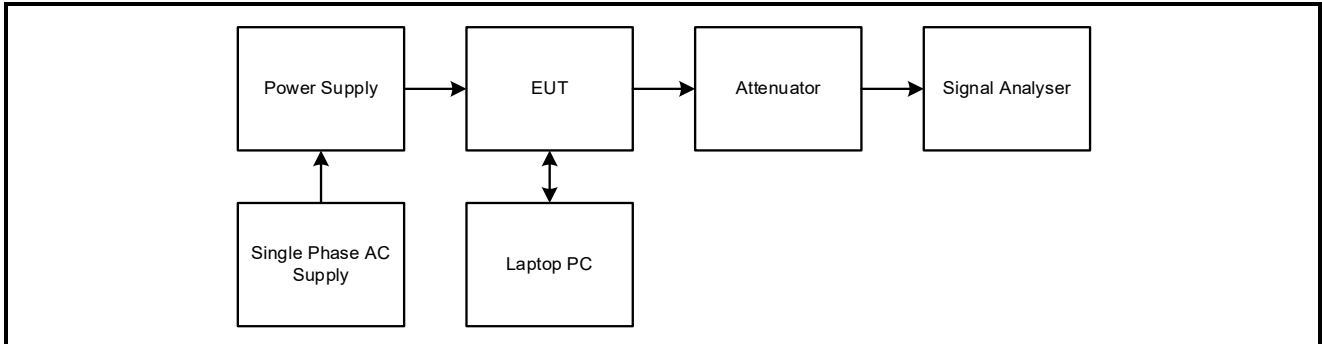 Power Supply
EUT
Attenuator
Signal Analyser
Single Phase AC
Supply
Laptop PC